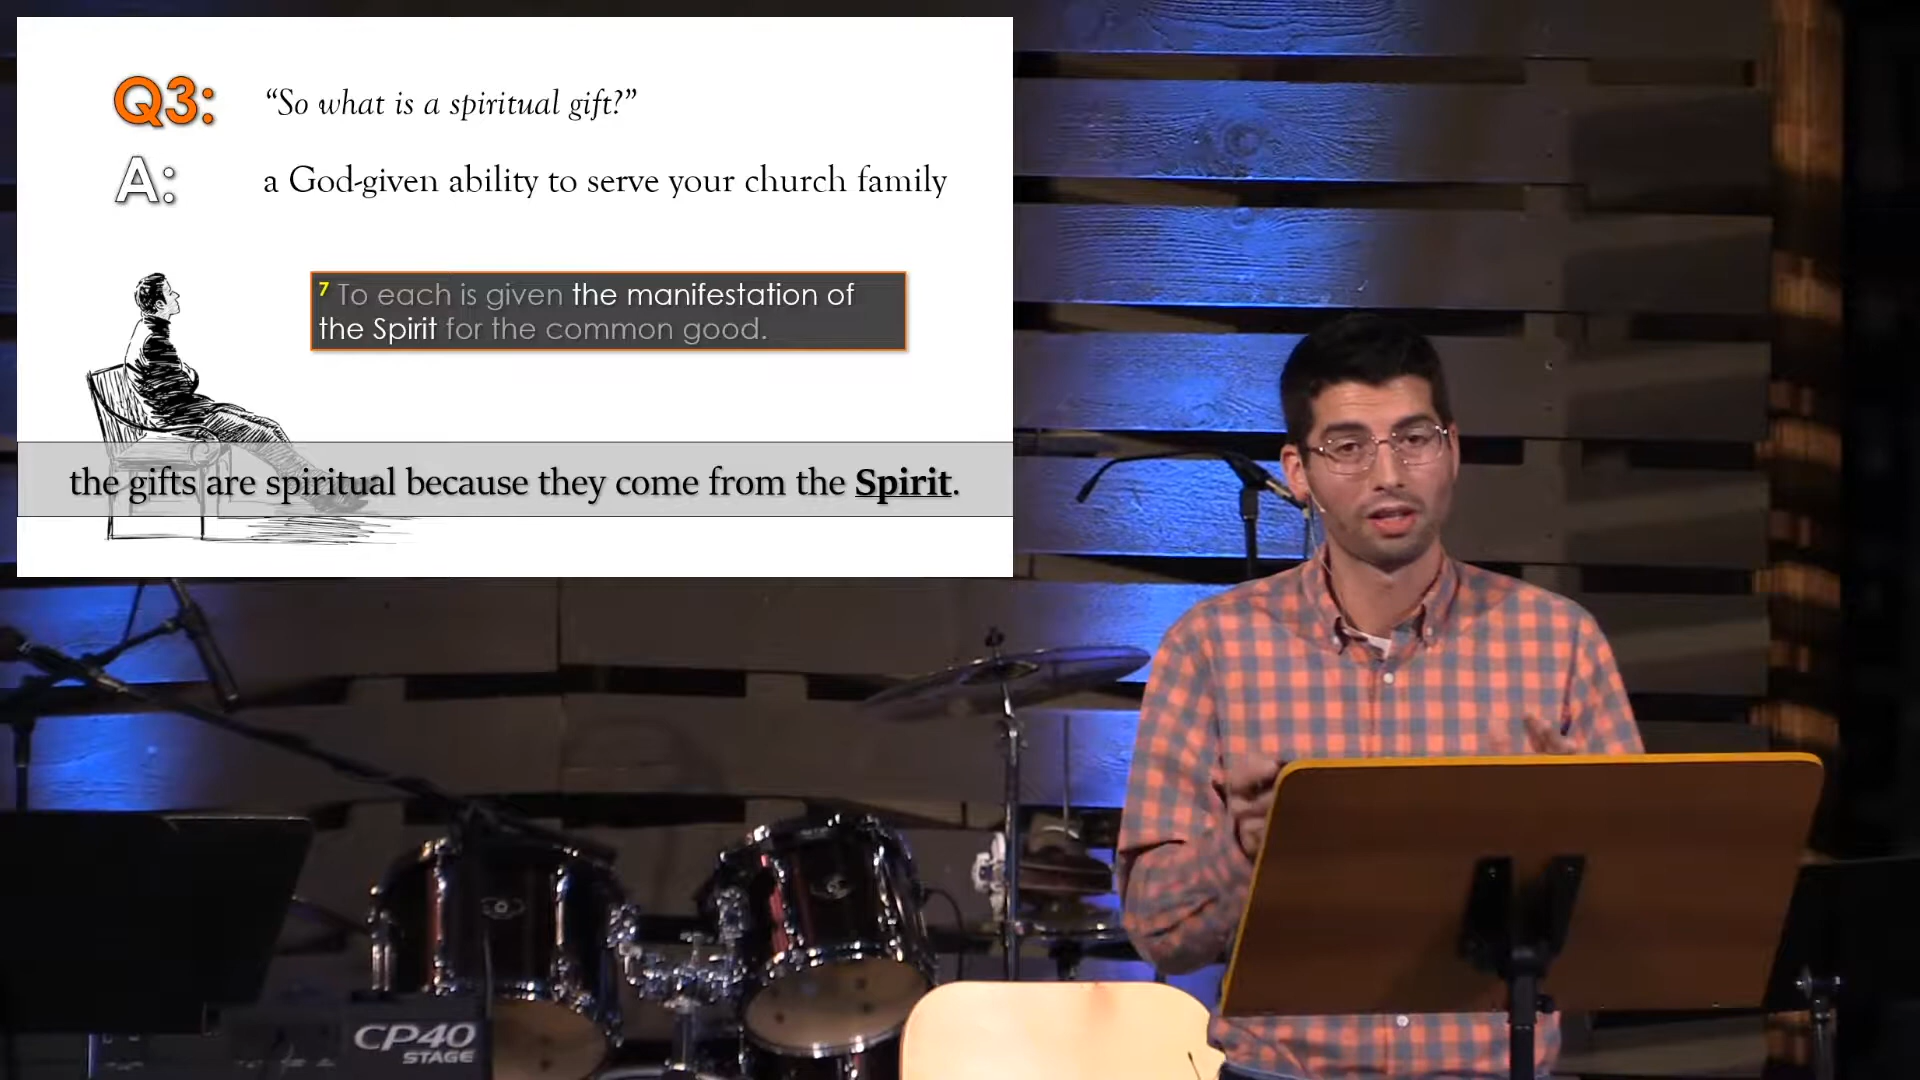 Q3: “So what is a spiritual gift?”
A: a God-given ability to serve your church family
7 To each is given the manifestation of
the Spirit for the common good.
the gifts are spiritual because they come from the Spirit.
CP40
STAGE